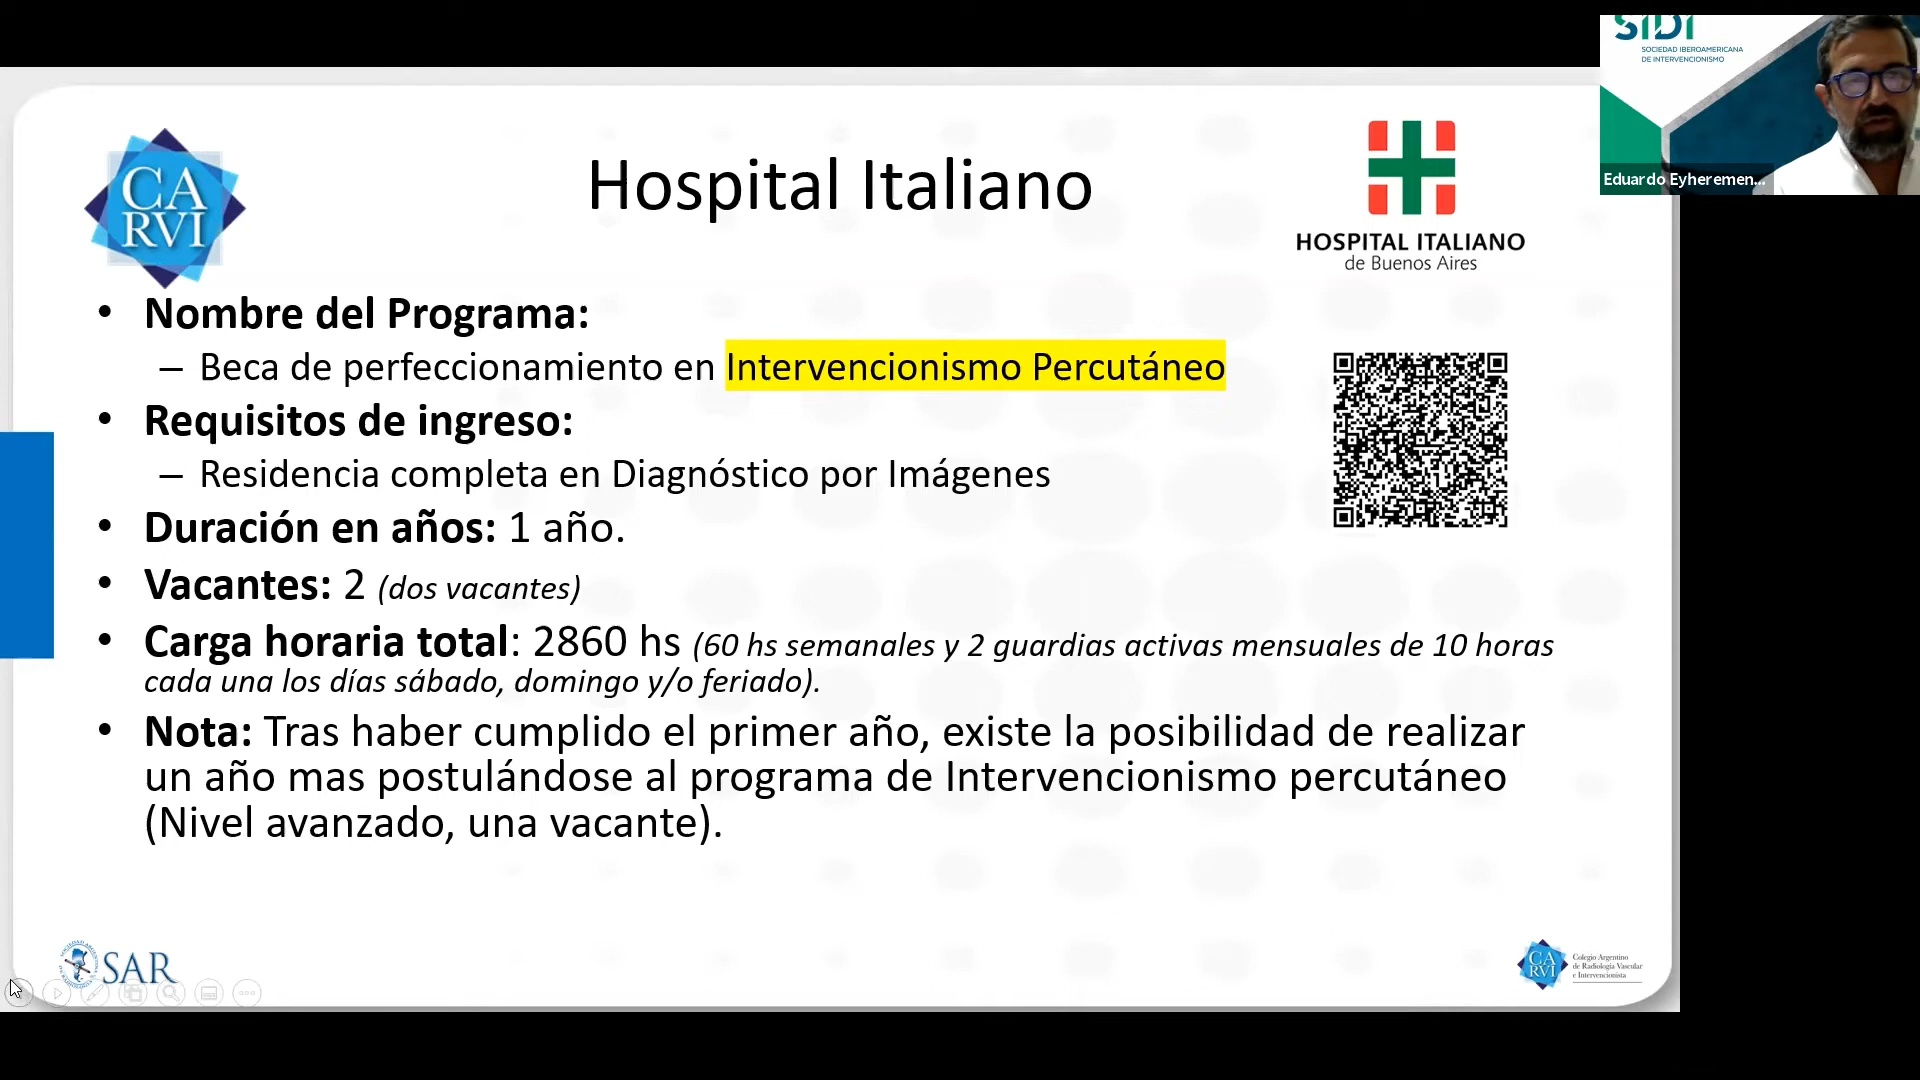 SIDI
SOCIEDAD IBEROAMERICANA
DE INTERVENCIONISMO
Eduardo Eyheremen...
CA
RVI
Hospital Italiano
HOSPITAL ITALIANO
de Buenos Aires
• Nombre del Programa:
– Beca de perfeccionamiento en Intervencionismo Percutáneo
• Requisitos de ingreso:
– Residencia completa en Diagnóstico por Imágenes
• Duración en años: 1 año.
• Vacantes: 2 (dos vacantes)
• Carga horaria total: 2860 hs (60 hs semanales y 2 guardias activas mensuales de 10 horas
cada una los días sábado, domingo y/o feriado).
• Nota: Tras haber cumplido el primer año, existe la posibilidad de realizar
un año mas postulándose al programa de Intervencionismo percutáneo
(Nivel avanzado, una vacante).
SAR
CA
RVI
Colegio Argentino
de Radiología Vascular
e Intervencionista